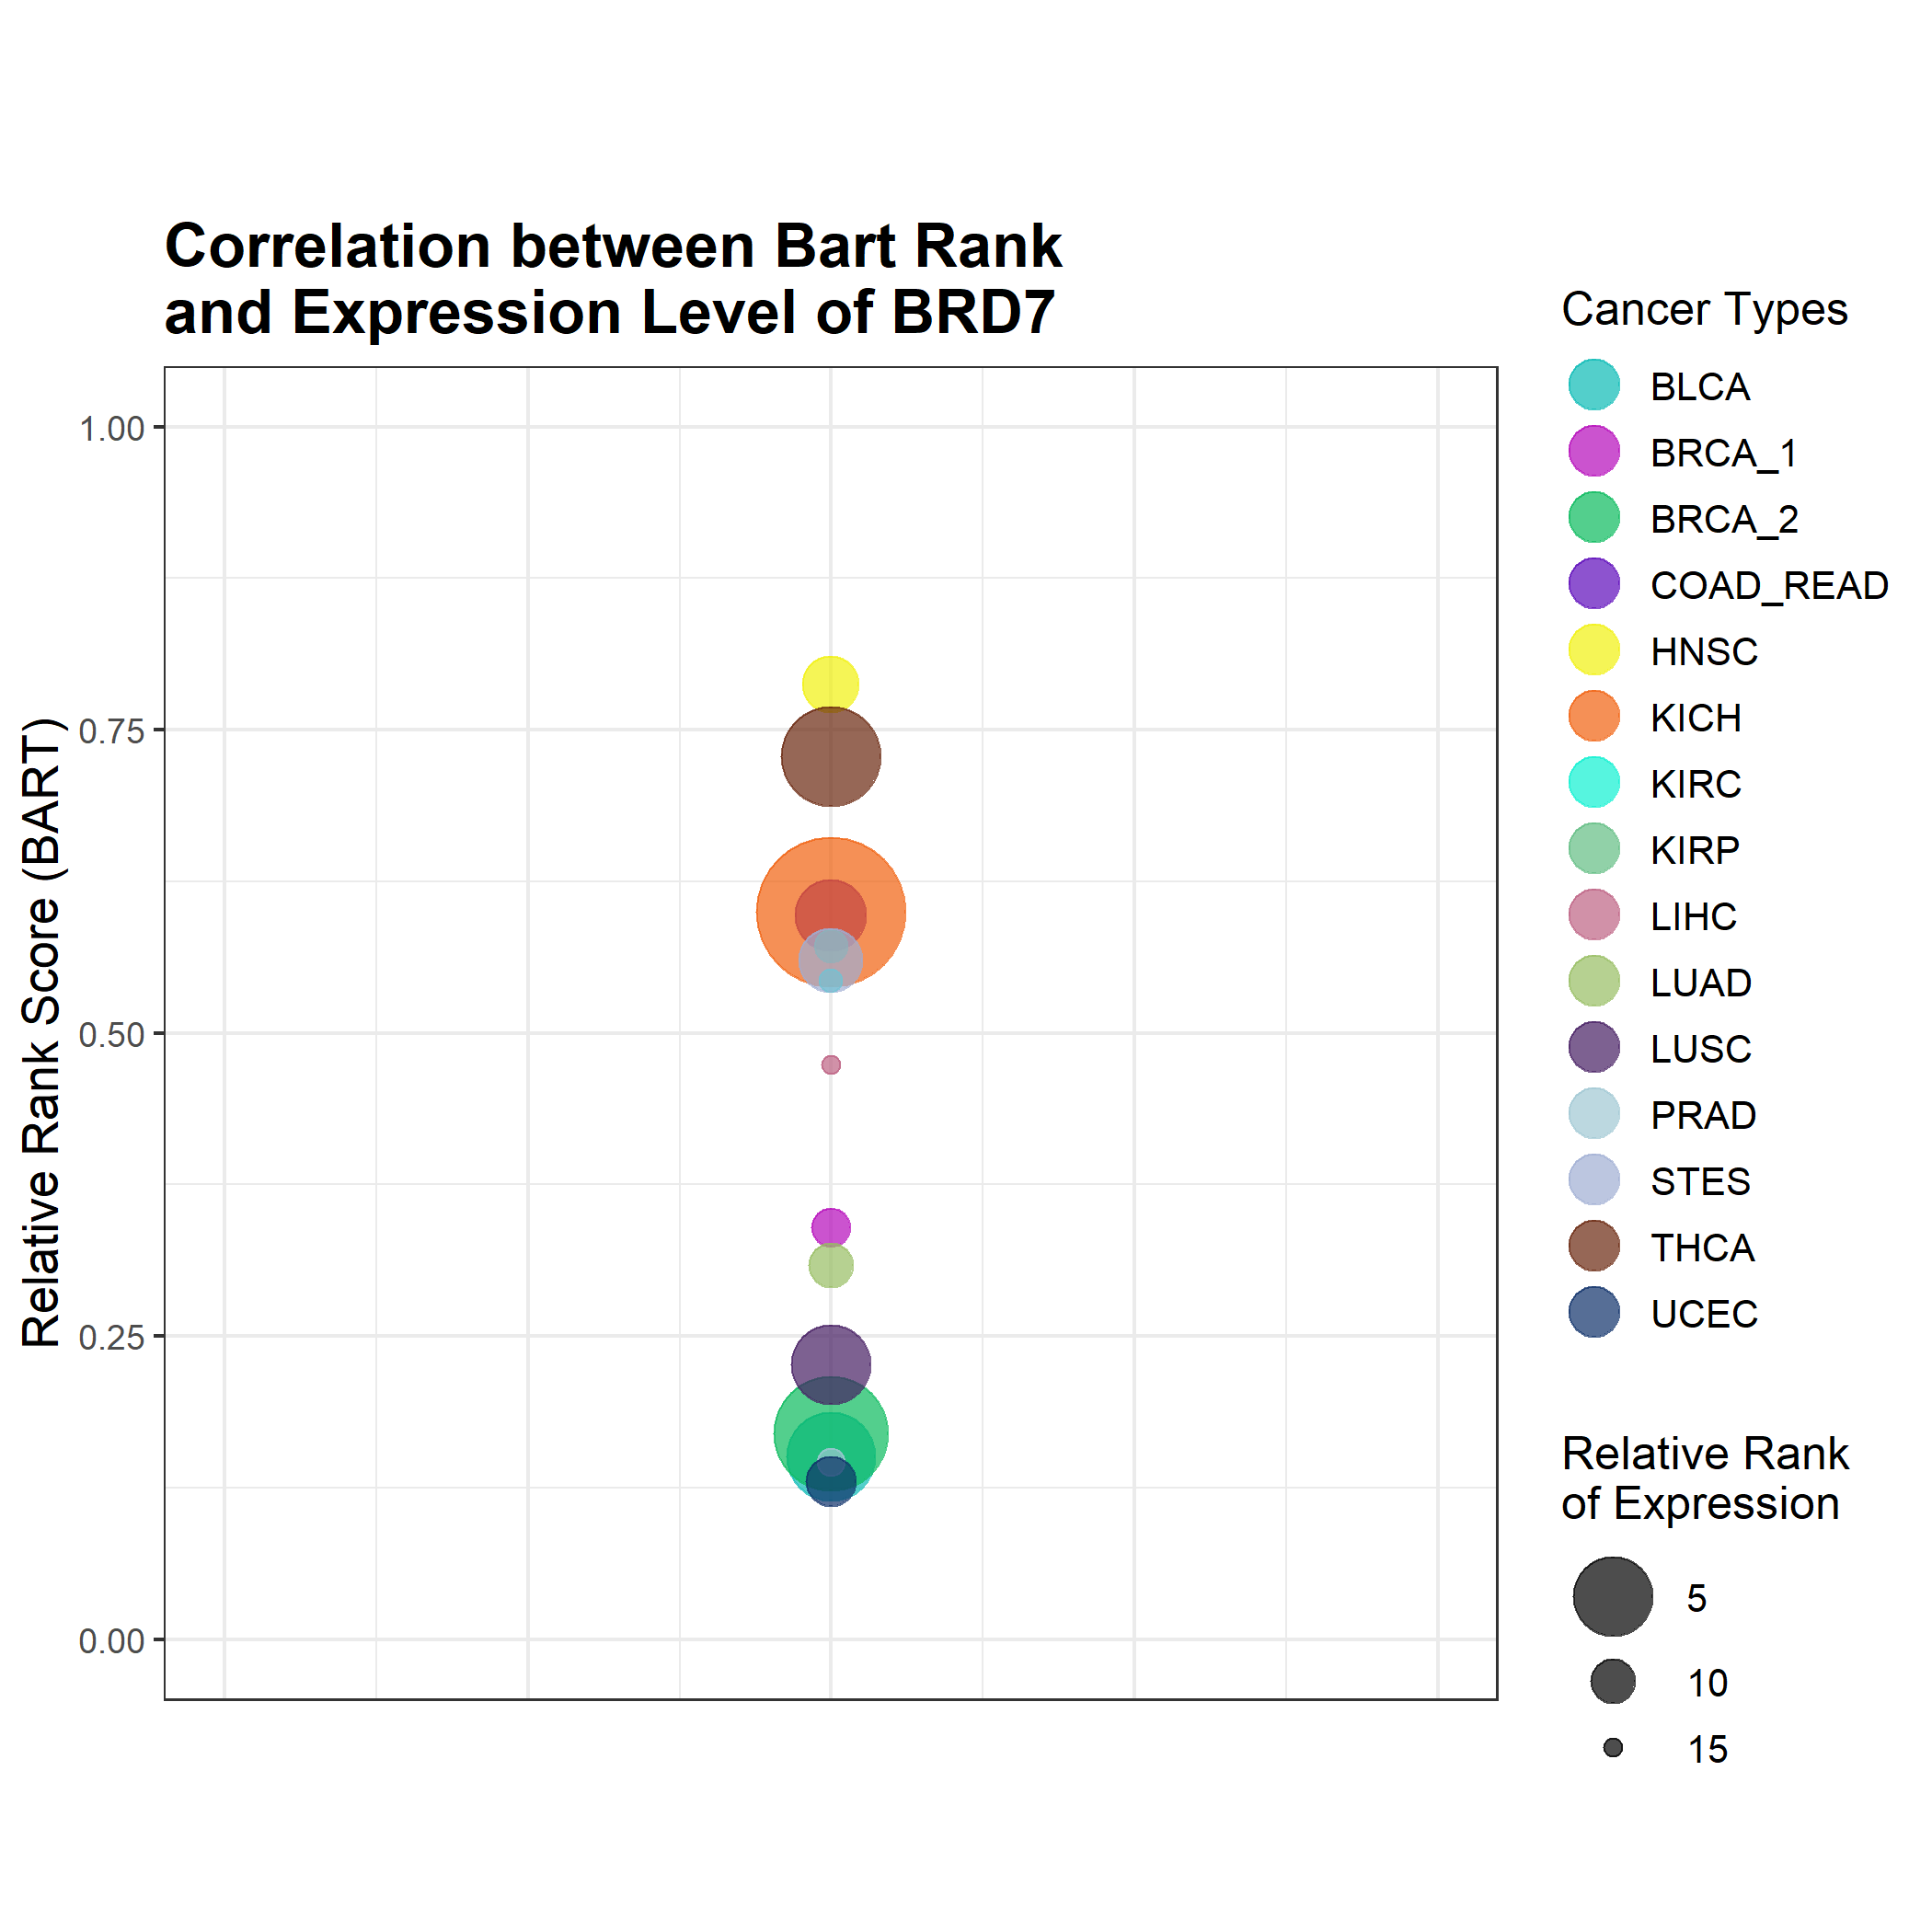 Correlation between Bart Rank
and Expression Level of BRD7
Relative Rank Score (BART)
1.00
0.75
0.50
0.25
0.00
Cancer Types
BLCA
BRCA_1
BRCA_2
COAD_READ
HNSC
KICH
KIRC
KIRP
LIHC
LUAD
LUSC
PRAD
STES
THCA
UCEC
Relative Rank
of Expression
5
10
15